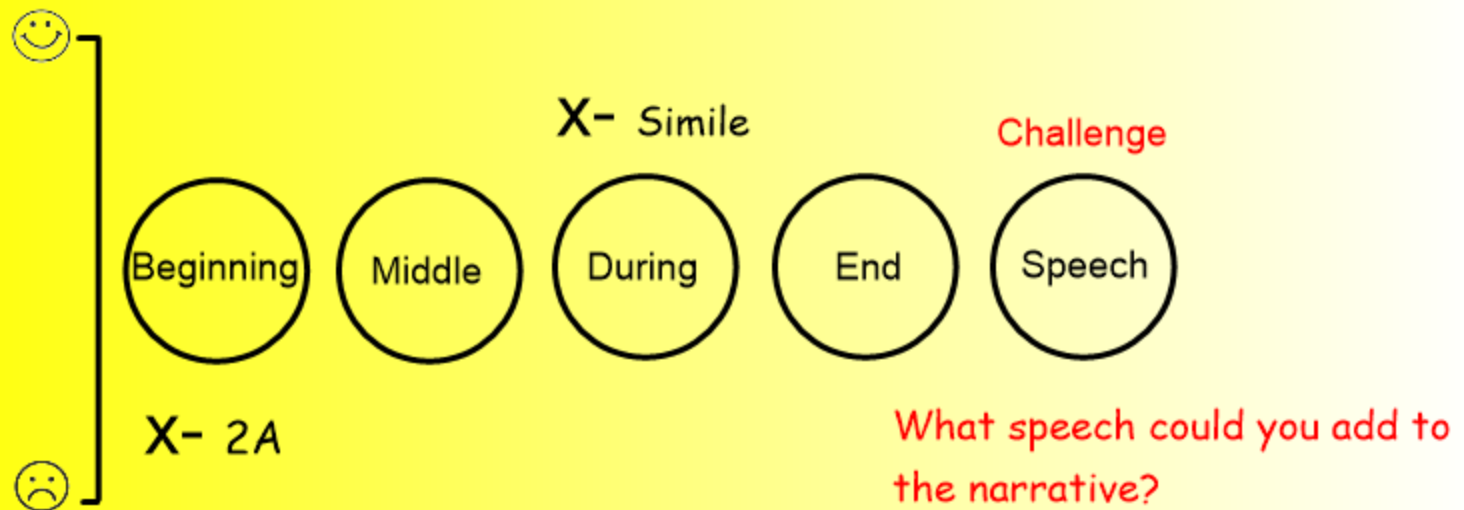 X- Simile
Challenge
Beginning Middle During End Speech
X- 2A
What speech could you add to
the narrative?